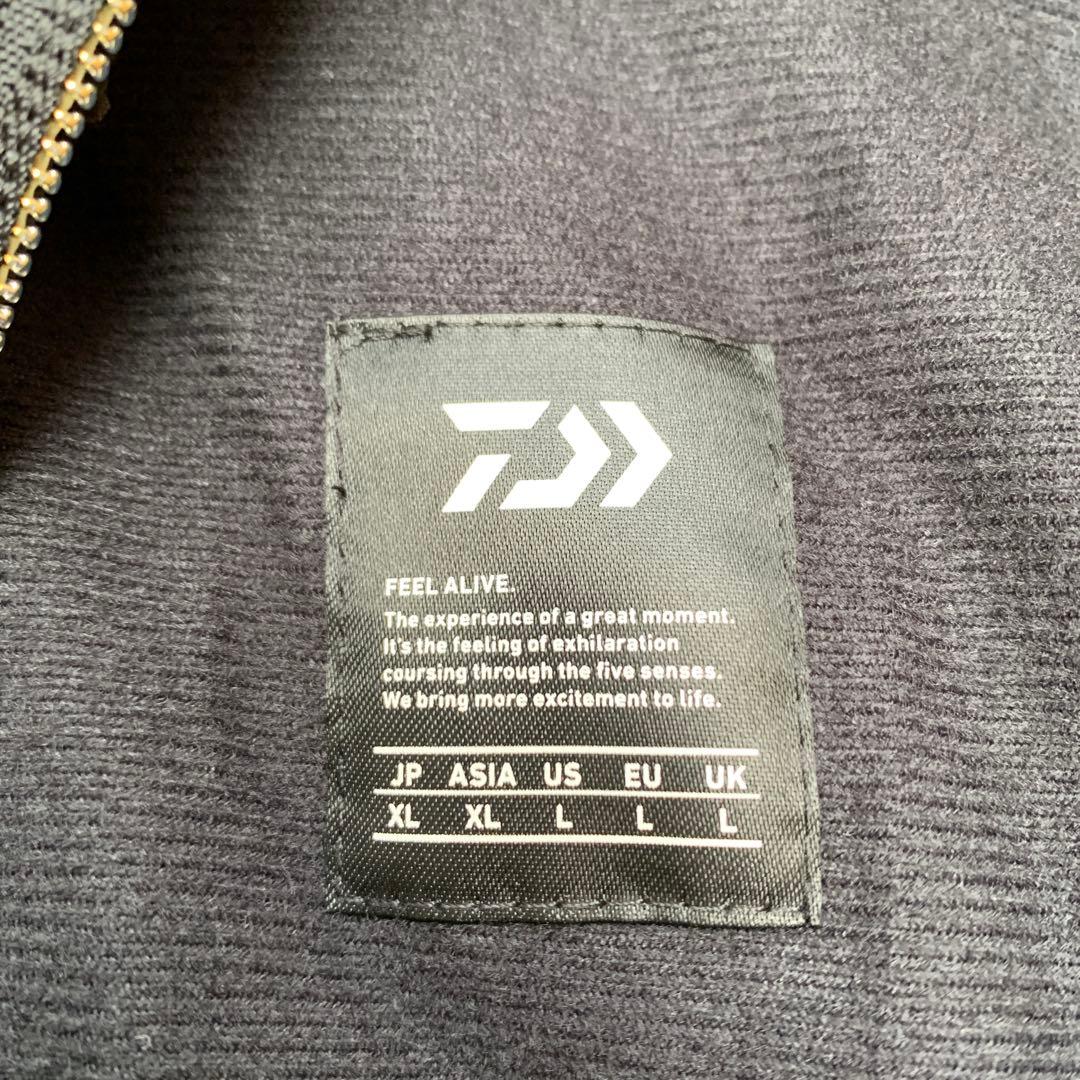 FEEL ALIVE.
The experience of a great moment.
It's the feeling of exhilaration
coursing through the five senses.
We bring more excitement to life.
JP ASIA US EU UK
XL XL L L L